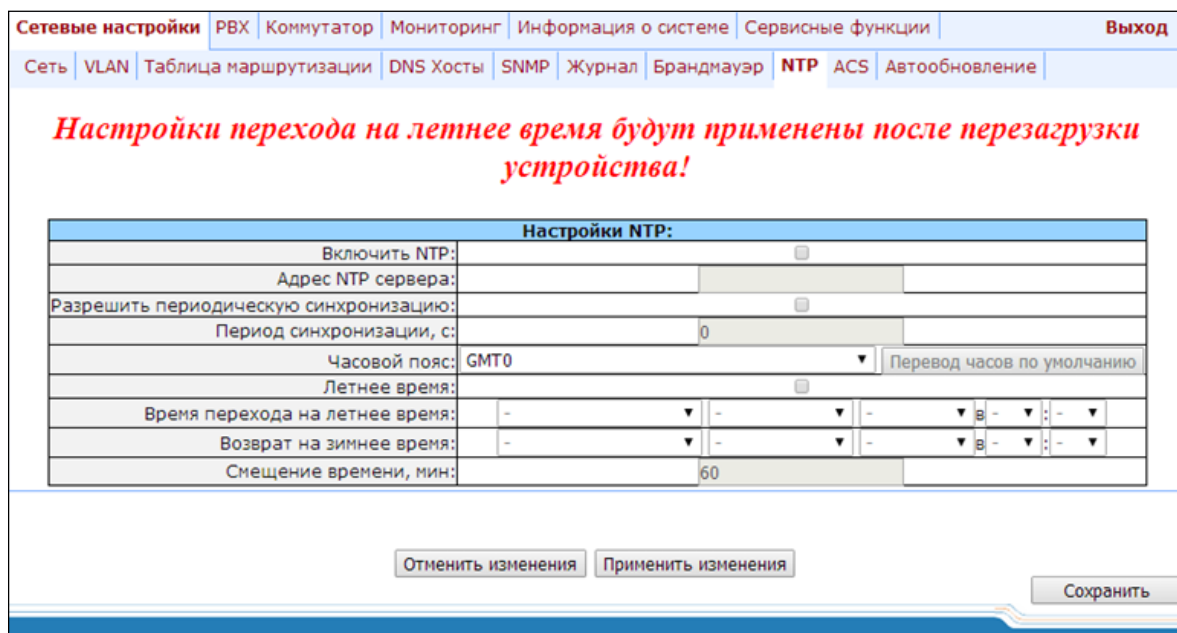 Сетевые настройки PBX Коммутатор Мониторинг Информация о системе Сервисные функции Выход
Сеть VLAN Таблица маршрутизации DNS Хосты SNMP Журнал Брандмауэр NTP ACS Автообновление
Настройки перехода на летнее время будут применены после перезагрузки
устройства!
Настройки NTP:
Включить NTP:
Адрес NTP сервера:
Разрешить периодическую синхронизацию:
Период синхронизации, с: 0
Часовой пояс: GMT0 Перевод часов по умолчанию
Летнее время:
Время перехода на летнее время: - - - в - : -
Возврат на зимнее время: - - - в - : -
Смещение времени, мин: 60
Отменить изменения Применить изменения
Сохранить